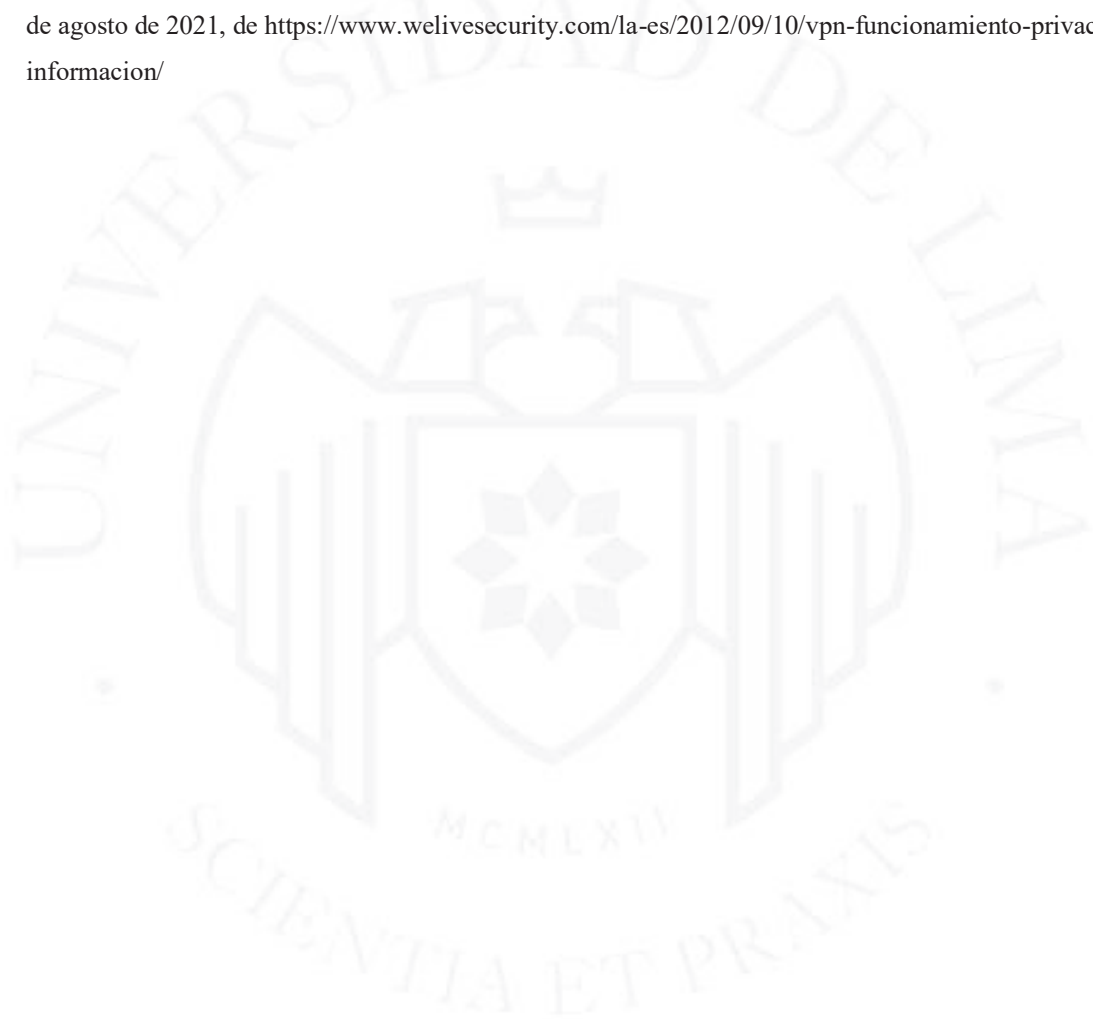 de agosto de 2021, de https://www.welivesecurity.com/la-es/2012/09/10/vpn-funcionamiento-privac
informacion/
UNIVERSIDAD DE LIMA
MCMLXII
SCIENTIA ET PRAXIS